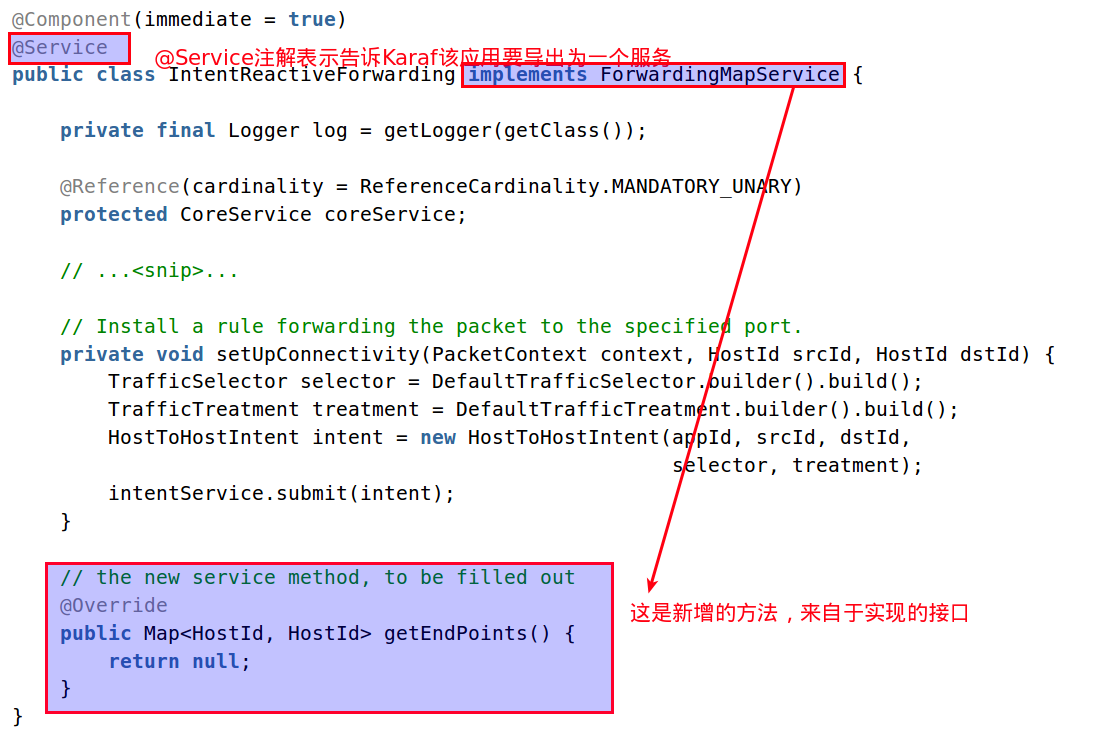 @Component(immediate = true)
@Service
@Service注解表示告诉Karaf该应用要导出为一个服务
public class IntentReactiveForwarding implements ForwardingMapService {
private final Logger log = getLogger(getClass());
@Reference(cardinality = ReferenceCardinality.MANDATORY_UNARY)
protected CoreService coreService;
// ...<snip>...
// Install a rule forwarding the packet to the specified port.
private void setUpConnectivity(PacketContext context, HostId srcId, HostId dstId) {
TrafficSelector selector = DefaultTrafficSelector.builder().build();
TrafficTreatment treatment = DefaultTrafficTreatment.builder().build();
HostToHostIntent intent = new HostToHostIntent(appId, srcId, dstId,
selector, treatment);
intentService.submit(intent);
}
// the new service method, to be filled out
@Override
这是新增的方法，来自于实现的接口
public Map<HostId, HostId> getEndPoints() {
return null;
}
}